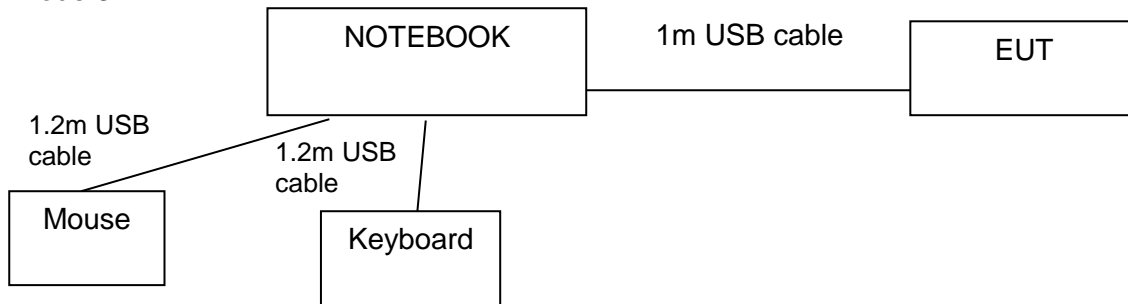 NOTEBOOK
1m USB cable
EUT
1.2m USB
cable
1.2m USB
cable
Mouse
Keyboard